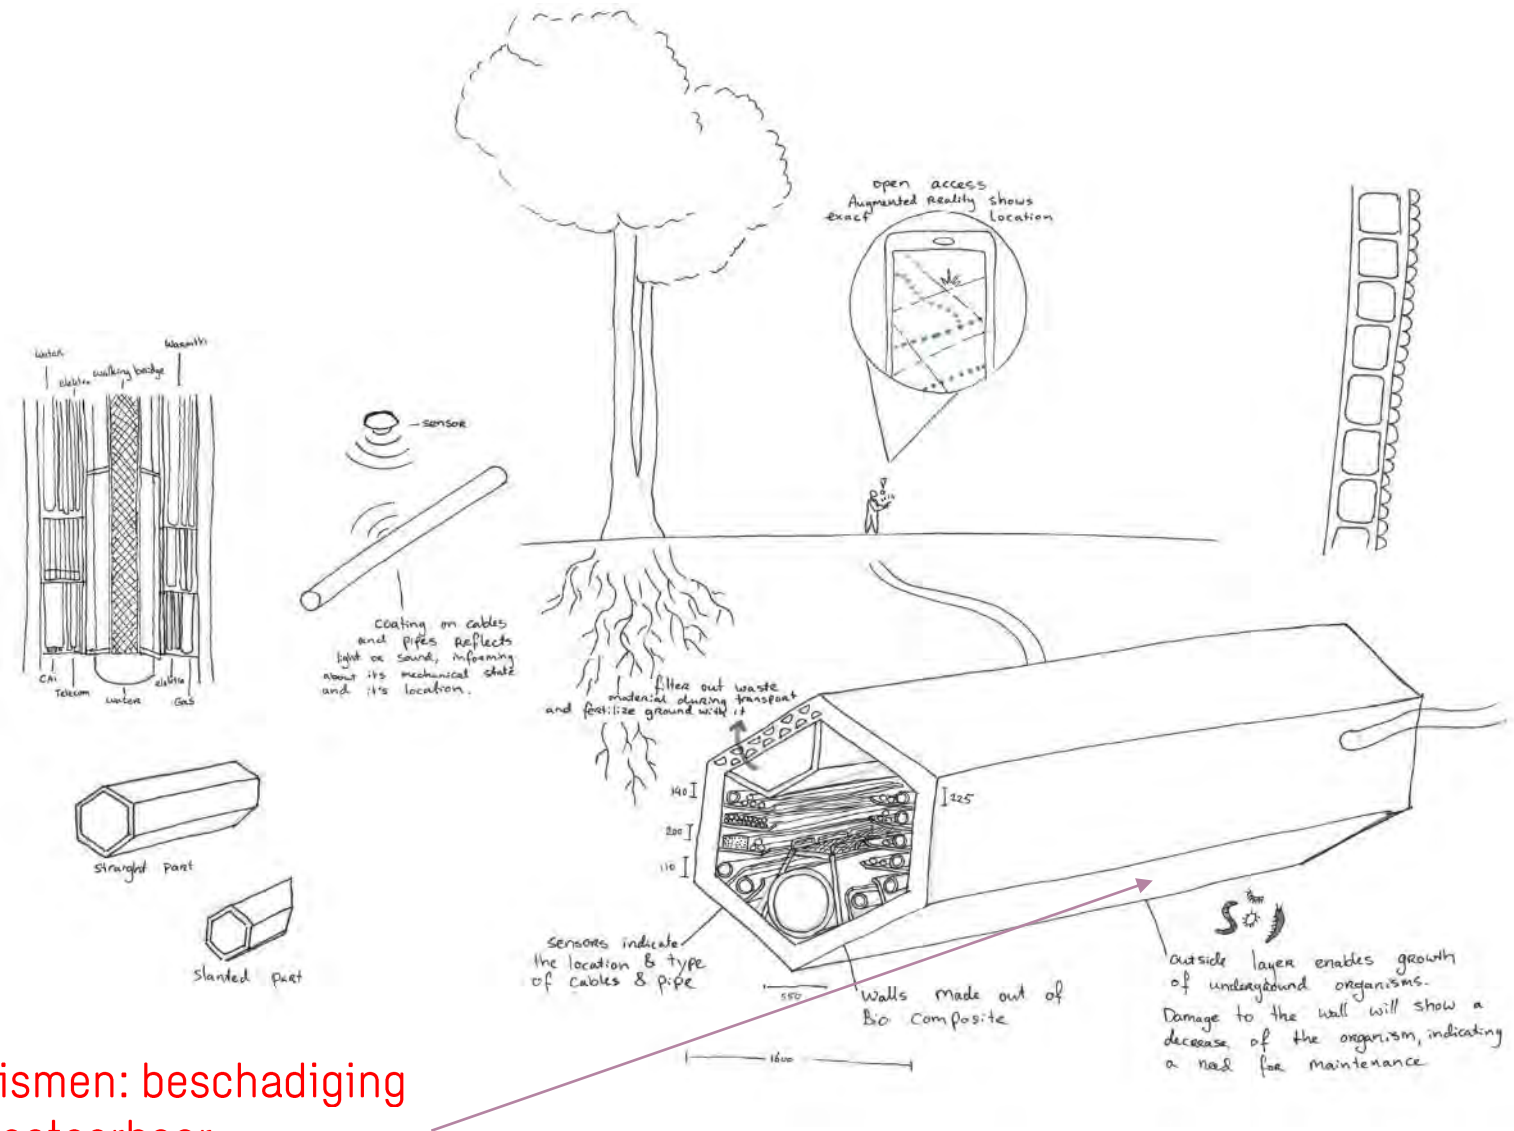 open access
Augmented Reality shows
exact location
water
elektra
walking bridge
Warmth
sensor
coating on cables
and pipes Reflects
light or sound, informing
about its mechanical state
and it's location.
CAi
Telecom
water
elektra
Gas
filter out waste
material during transport
and fertilize ground with it
140
200
110
225
straight part
slanted part
sensors indicate
the location & type
of cables & pipe
550
walls made out of
Bio Composite
1600
outside layer enables growth
of underground organisms.
Damage to the wall will show a
decrease of the organism, indicating
a need for maintenance
ismen: beschadiging